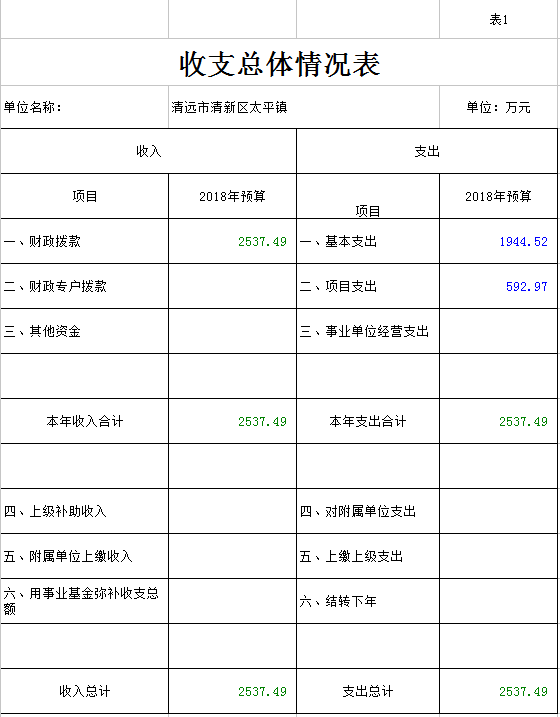 表1
收支总体情况表
单位名称: 清远市清新区太平镇 单位: 万元
收入 支出
项目 2018年预算 项目 2018年预算
一、财政拨款 2537.49 一、基本支出 1944.52
二、财政专户拨款 二、项目支出 592.97
三、其他资金 三、事业单位经营支出
本年收入合计 2537.49 本年支出合计 2537.49
四、上级补助收入 四、对附属单位支出
五、附属单位上缴收入 五、上缴上级支出
六、用事业基金弥补收支总
额 六、结转下年
收入总计 2537.49 支出总计 2537.49